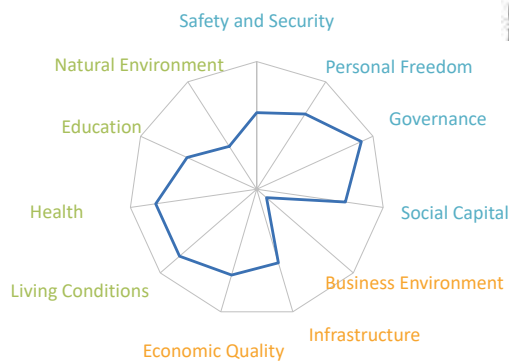 Safety and Security
Personal Freedom
Governance
Social Capital
Business Environment
Infrastructure
Economic Quality
Living Conditions
Health
Education
Natural Environment